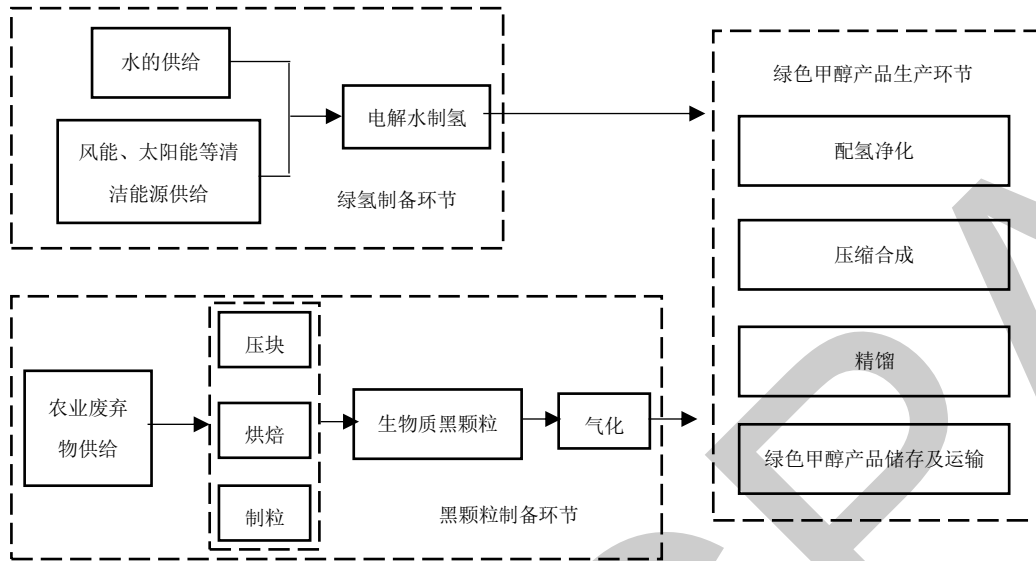 水的供给
风能、太阳能等清
洁能源供给
电解水制氢
绿氢制备环节
农业废弃
物供给
压块
烘焙
制粒
生物质黑颗粒
气化
黑颗粒制备环节
绿色甲醇产品生产环节
配氢净化
压缩合成
精馏
绿色甲醇产品储存及运输